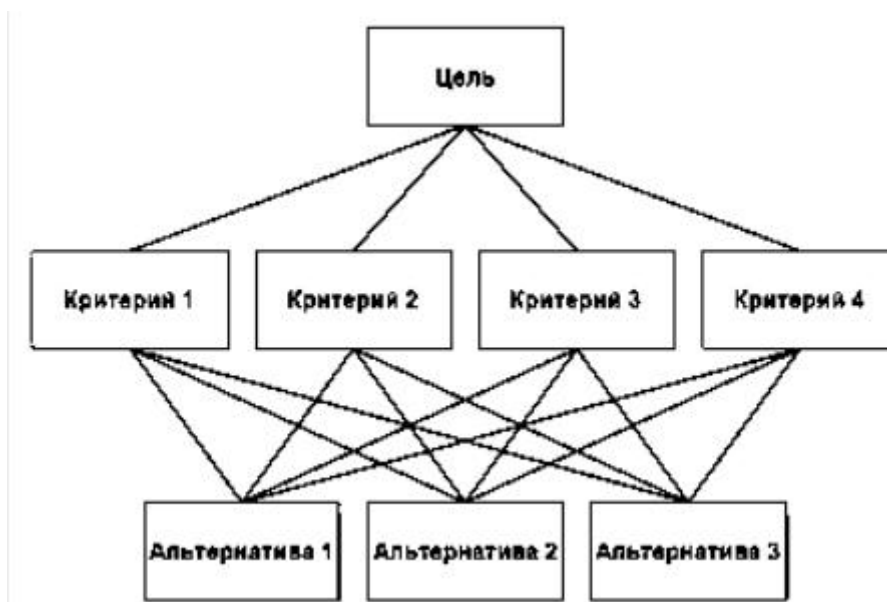 Цель
Критерий 1
Критерий 2
Критерий 3
Критерий 4
Альтернатива 1
Альтернатива 2
Альтернатива 3